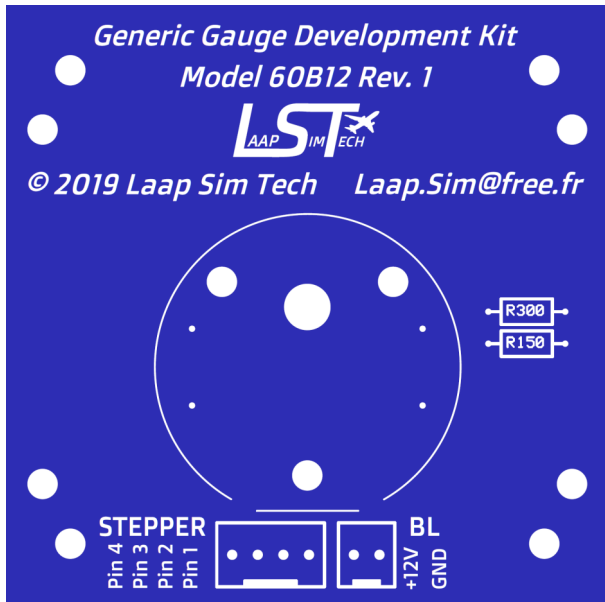 Generic Gauge Development Kit
Model 60B12 Rev. 1
LAAP SIM TECH
© 2019 Laap Sim Tech Laap.Sim@free.fr
R300
R150
STEPPER
BL
Pin 4
Pin 3
Pin 2
Pin 1
+12V
GND